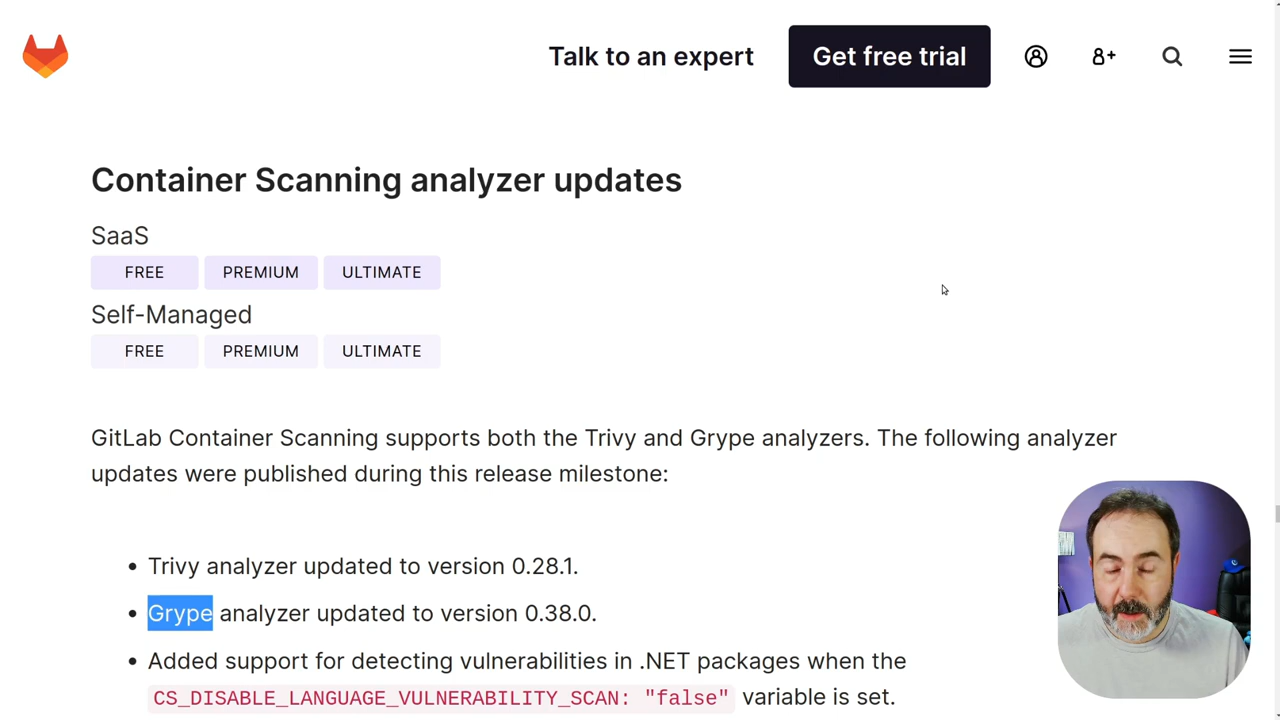 Talk to an expert
Get free trial
Container Scanning analyzer updates
SaaS
FREE PREMIUM ULTIMATE
Self-Managed
FREE PREMIUM ULTIMATE
GitLab Container Scanning supports both the Trivy and Grype analyzers. The following analyzer
updates were published during this release milestone:
• Trivy analyzer updated to version 0.28.1.
• Grype analyzer updated to version 0.38.0.
• Added support for detecting vulnerabilities in .NET packages when the
CS_DISABLE_LANGUAGE_VULNERABILITY_SCAN: "false" variable is set.